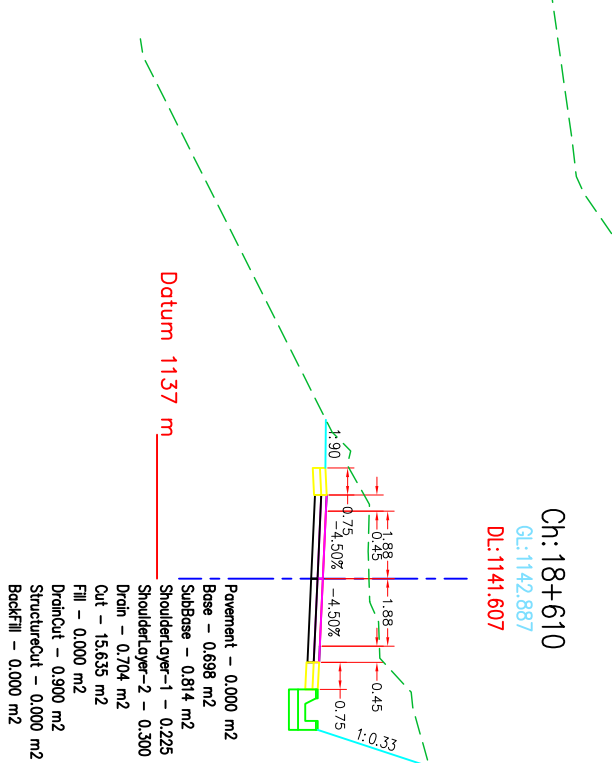 Ch:18+610
GL:1142.887
DL:1141.607
1:90
0.75
0.45
1.88
1.88
0.45
0.75
-4.50%
-4.50%
1:0.33
Datum 1137 m
Pavement - 0.000 m2
Base - 0.698 m2
SubBase - 0.814 m2
ShoulderLayer-1 - 0.225
ShoulderLayer-2 - 0.300
Drain - 0.704 m2
Cut - 15.635 m2
Fill - 0.000 m2
DrainCut - 0.900 m2
StructureCut - 0.000 m2
BackFill - 0.000 m2